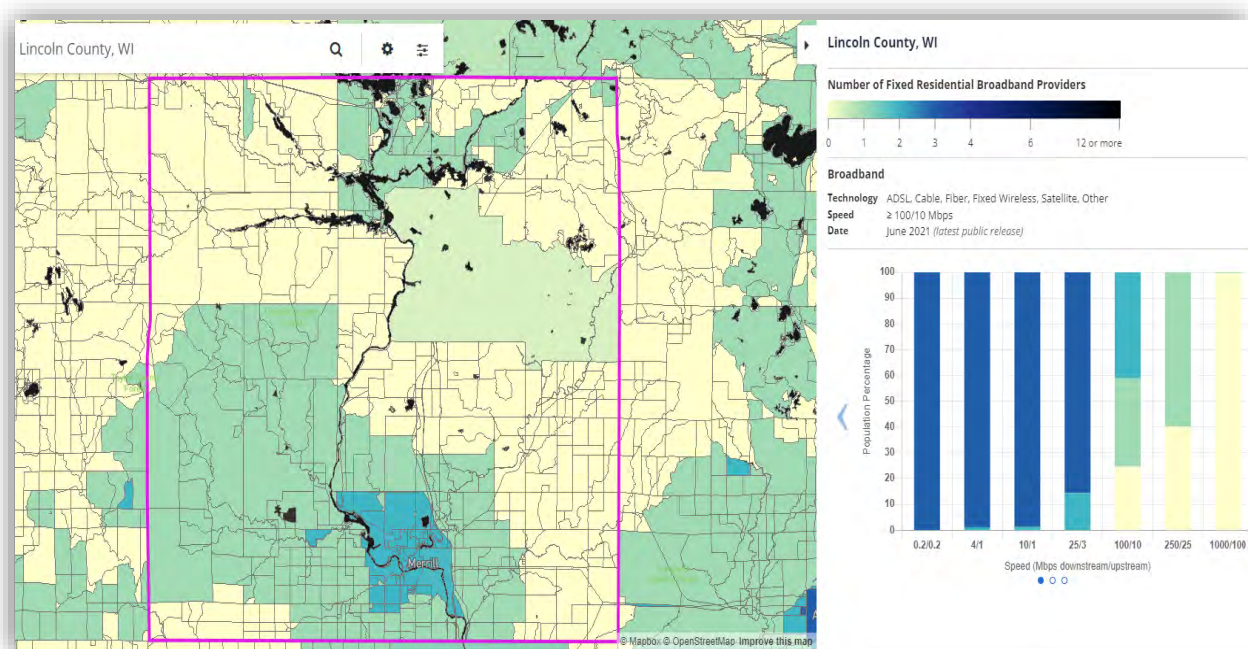 Lincoln County, WI
Merrill
© Mapbox © OpenStreetMap Improve this map
Lincoln County, WI
Number of Fixed Residential Broadband Providers
0 1 2 3 4 6 12 or more
Broadband
Technology ADSL, Cable, Fiber, Fixed Wireless, Satellite, Other
Speed ≥ 100/10 Mbps
Date June 2021 (latest public release)
Population Percentage
100
90
80
70
60
50
40
30
20
10
0
0.2/0.2 4/1 10/1 25/3 100/10 250/25 1000/100
Speed (Mbps downstream/upstream)